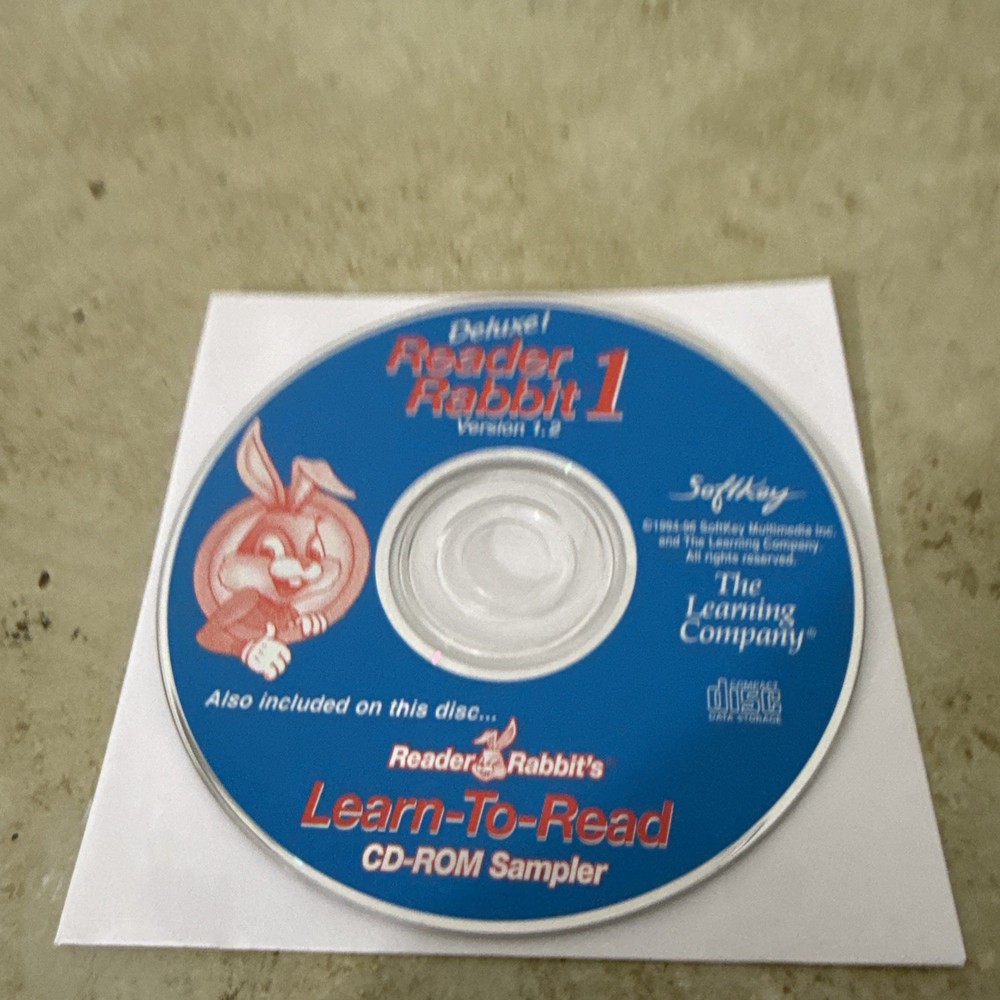 Deluxe!
Reader
Rabbit 1
Version 1.2
SoftKey
©1994-96 SoftKey Multimedia Inc.
and The Learning Company.
All rights reserved.
The
Learning
Company®
COMPACT
disc
DATA STORAGE
Also included on this disc...
Reader Rabbit's
Learn-To-Read
CD-ROM Sampler